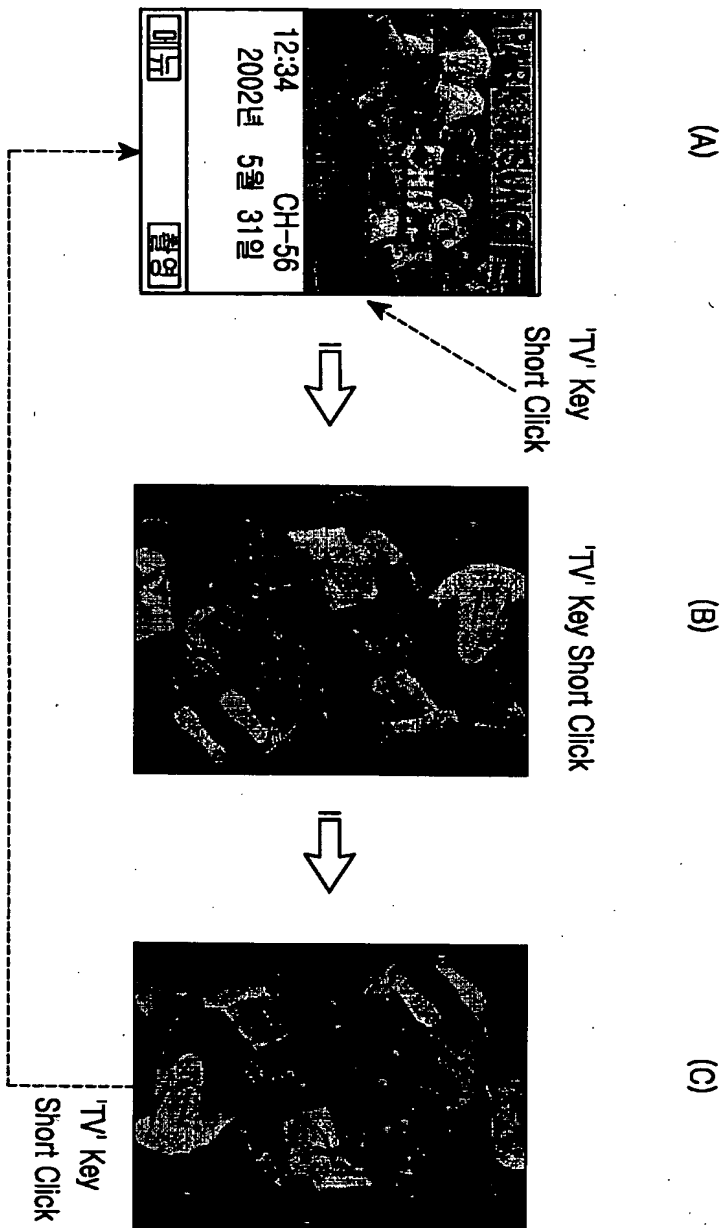 (A)
(B)
(C)
'TV' Key
Short Click
'TV' Key Short Click
12:34 CH-56
2002년 5월 31일
메뉴 촬영
'TV' Key
Short Click